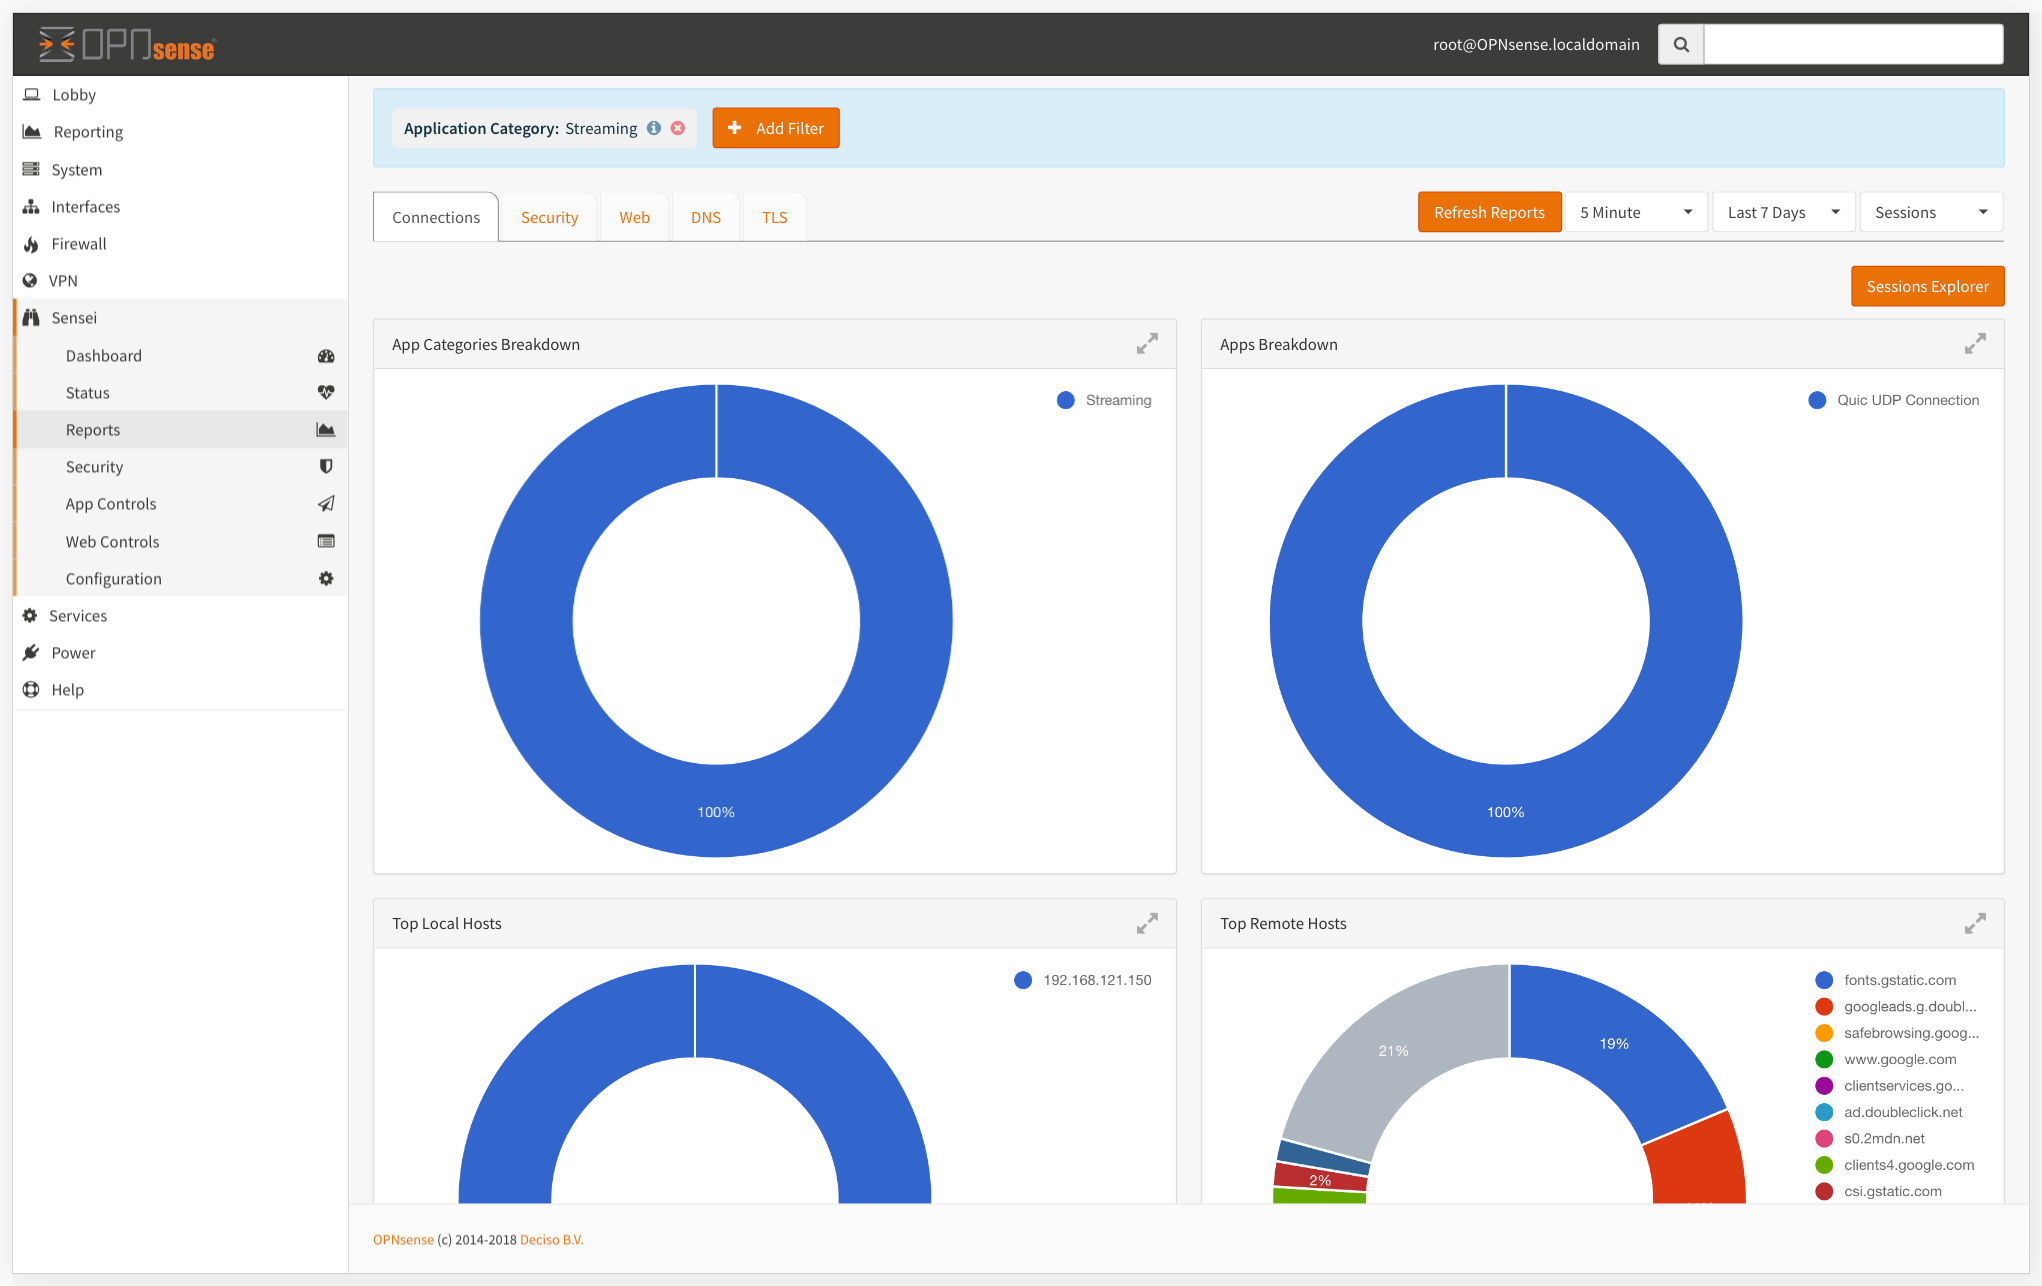 OPNsense
root@OPNsense.localdomain
Lobby
Reporting
System
Interfaces
Firewall
VPN
Sensei
Dashboard
Status
Reports
Security
App Controls
Web Controls
Configuration
Services
Power
Help
Application Category: Streaming
Add Filter
Connections
Security
Web
DNS
TLS
Refresh Reports
5 Minute
Last 7 Days
Sessions
Sessions Explorer
App Categories Breakdown
Streaming
100%
Apps Breakdown
Quic UDP Connection
100%
Top Local Hosts
192.168.121.150
Top Remote Hosts
21%
19%
2%
fonts.gstatic.com
googleads.g.doubl...
safebrowsing.goog...
www.google.com
clientservices.go...
ad.doubleclick.net
s0.2mdn.net
clients4.google.com
csi.gstatic.com
OPNsense (c) 2014-2018 Deciso B.V.